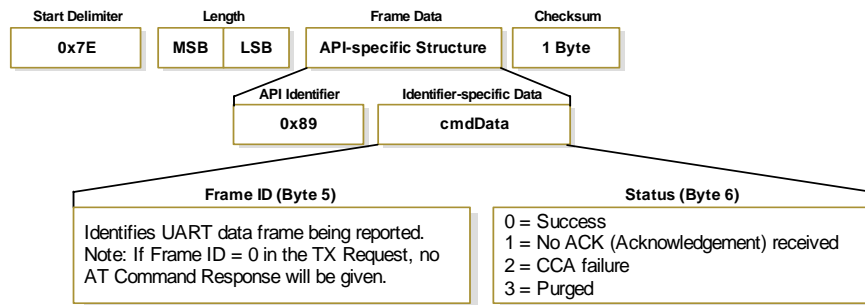 Start Delimiter
Length
Frame Data
Checksum
0x7E
MSB
LSB
API-specific Structure
1 Byte
API Identifier
Identifier-specific Data
0x89
cmdData
Frame ID (Byte 5)
Status (Byte 6)
Identifies UART data frame being reported.
Note: If Frame ID = 0 in the TX Request, no
AT Command Response will be given.
0 = Success
1 = No ACK (Acknowledgement) received
2 = CCA failure
3 = Purged